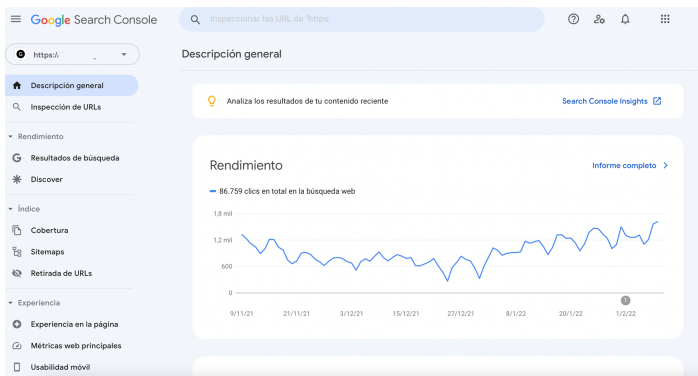 Google Search Console
Inspeccionar las URL de "https:
https://
Descripción general
Descripción general
Inspección de URLs
Analiza los resultados de tu contenido reciente
Search Console Insights
Rendimiento
Resultados de búsqueda
Discover
Índice
Cobertura
Sitemaps
Retirada de URLs
Experiencia
Experiencia en la página
Métricas web principales
Usabilidad móvil
Rendimiento
Informe completo
86.759 clics en total en la búsqueda web
1,8 mil
1,2 mil
600
0
1
9/11/21 21/11/21 3/12/21 15/12/21 27/12/21 8/1/22 20/1/22 1/2/22